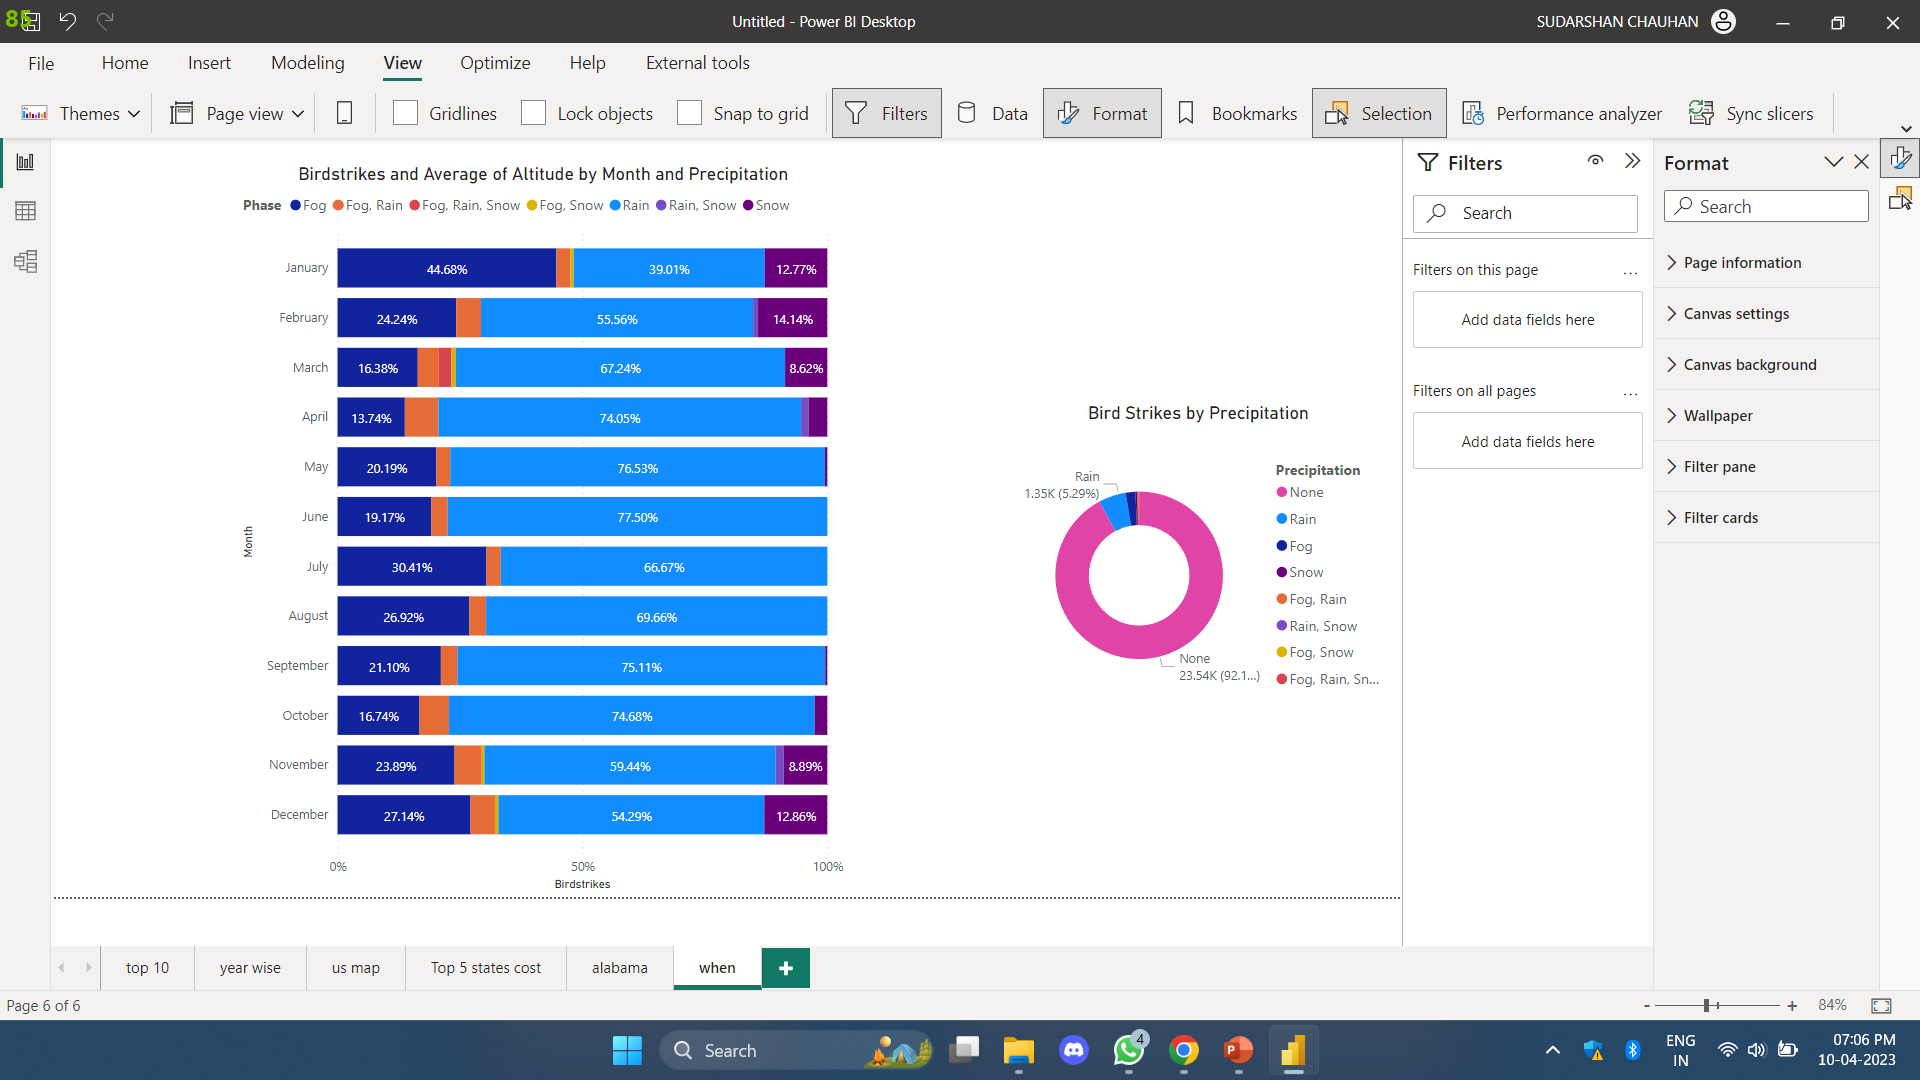 85
Untitled - Power BI Desktop
SUDARSHAN CHAUHAN
File Home Insert Modeling View Optimize Help External tools
Themes Page view Gridlines Lock objects Snap to grid Filters Data Format Bookmarks Selection Performance analyzer Sync slicers
Birdstrikes and Average of Altitude by Month and Precipitation
Phase Fog Fog, Rain Fog, Rain, Snow Fog, Snow Rain Rain, Snow Snow
January 44.68% 39.01% 12.77%
February 24.24% 55.56% 14.14%
March 16.38% 67.24% 8.62%
April 13.74% 74.05%
May 20.19% 76.53%
June 19.17% 77.50%
July 30.41% 66.67%
August 26.92% 69.66%
September 21.10% 75.11%
October 16.74% 74.68%
November 23.89% 59.44% 8.89%
December 27.14% 54.29% 12.86%
Month
0% 50% 100%
Birdstrikes
Bird Strikes by Precipitation
Rain
1.35K (5.29%)
None
23.54K (92.1...)
Precipitation
None
Rain
Fog
Snow
Fog, Rain
Rain, Snow
Fog, Snow
Fog, Rain, Sn...
Filters
Search
Filters on this page ...
Add data fields here
Filters on all pages ...
Add data fields here
Format
Search
Page information
Canvas settings
Canvas background
Wallpaper
Filter pane
Filter cards
top 10 year wise us map Top 5 states cost alabama when +
Page 6 of 6
- + 84%
Search
4
P
ENG
IN
07:06 PM
10-04-2023